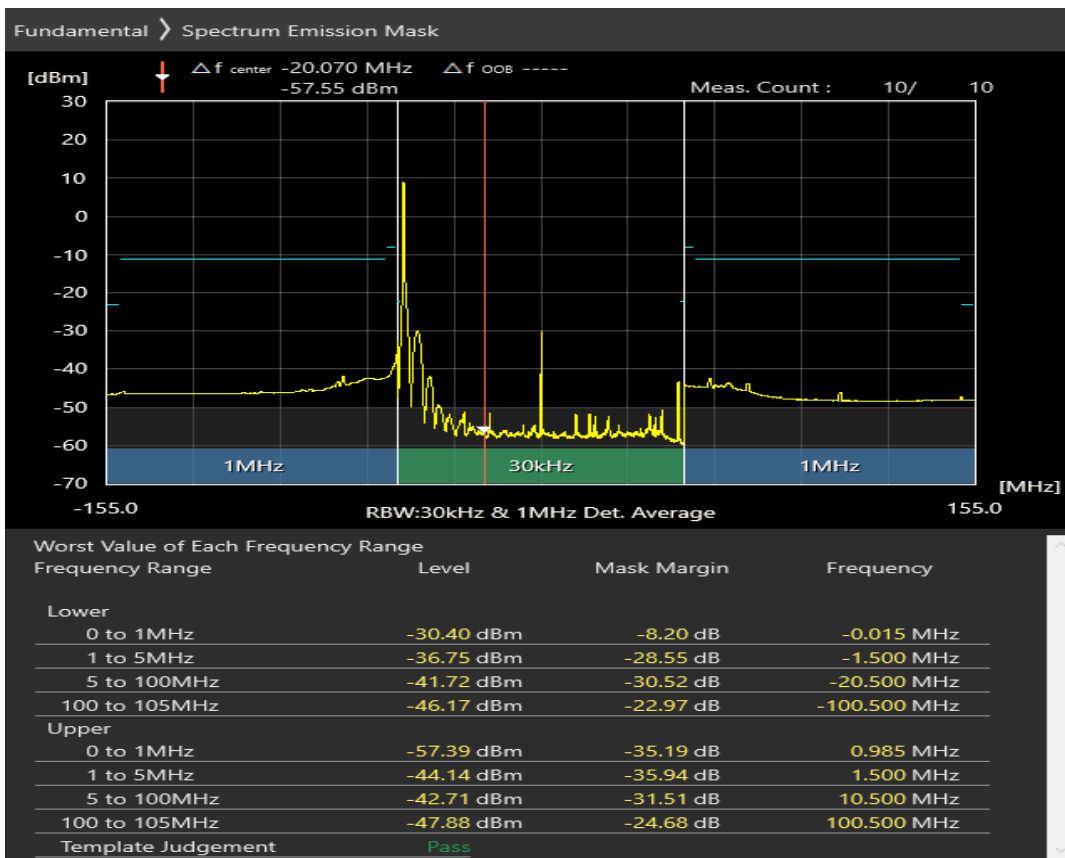 Fundamental ❭ Spectrum Emission Mask
[dBm] △f center -20.070 MHz △f OOB -----
-57.55 dBm Meas. Count : 10/ 10
30
20
10
0
-10
-20
-30
-40
-50
-60
1MHz 30kHz 1MHz
-70
[MHz]
-155.0 RBW:30kHz & 1MHz Det. Average 155.0
Worst Value of Each Frequency Range
Frequency Range Level Mask Margin Frequency
Lower
0 to 1MHz -30.40 dBm -8.20 dB -0.015 MHz
1 to 5MHz -36.75 dBm -28.55 dB -1.500 MHz
5 to 100MHz -41.72 dBm -30.52 dB -20.500 MHz
100 to 105MHz -46.17 dBm -22.97 dB -100.500 MHz
Upper
0 to 1MHz -57.39 dBm -35.19 dB 0.985 MHz
1 to 5MHz -44.14 dBm -35.94 dB 1.500 MHz
5 to 100MHz -42.71 dBm -31.51 dB 10.500 MHz
100 to 105MHz -47.88 dBm -24.68 dB 100.500 MHz
Template Judgement Pass